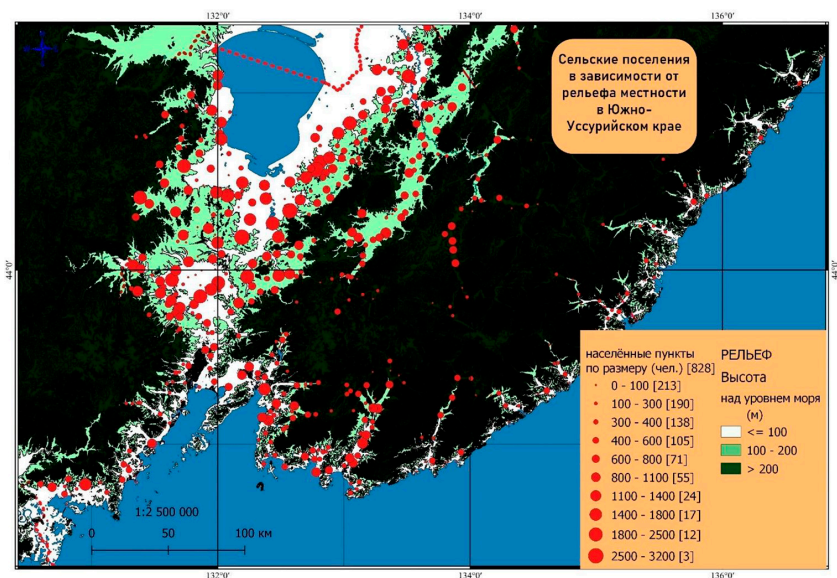 132°0'
134°0'
136°0'
Сельские поселения
в зависимости от
рельефа местности
в Южно-
Уссурийском крае
44°0'
44°0'
населённые пункты
по размеру (чел.) [828]
0 - 100 [213]
100 - 300 [190]
300 - 400 [138]
400 - 600 [105]
600 - 800 [71]
800 - 1100 [55]
1100 - 1400 [24]
1400 - 1800 [17]
1800 - 2500 [12]
2500 - 3200 [3]
РЕЛЬЕФ
Высота
над уровнем моря
(м)
<= 100
100 - 200
> 200
1:2 500 000
0 50 100 км
132°0'
134°0'
136°0'